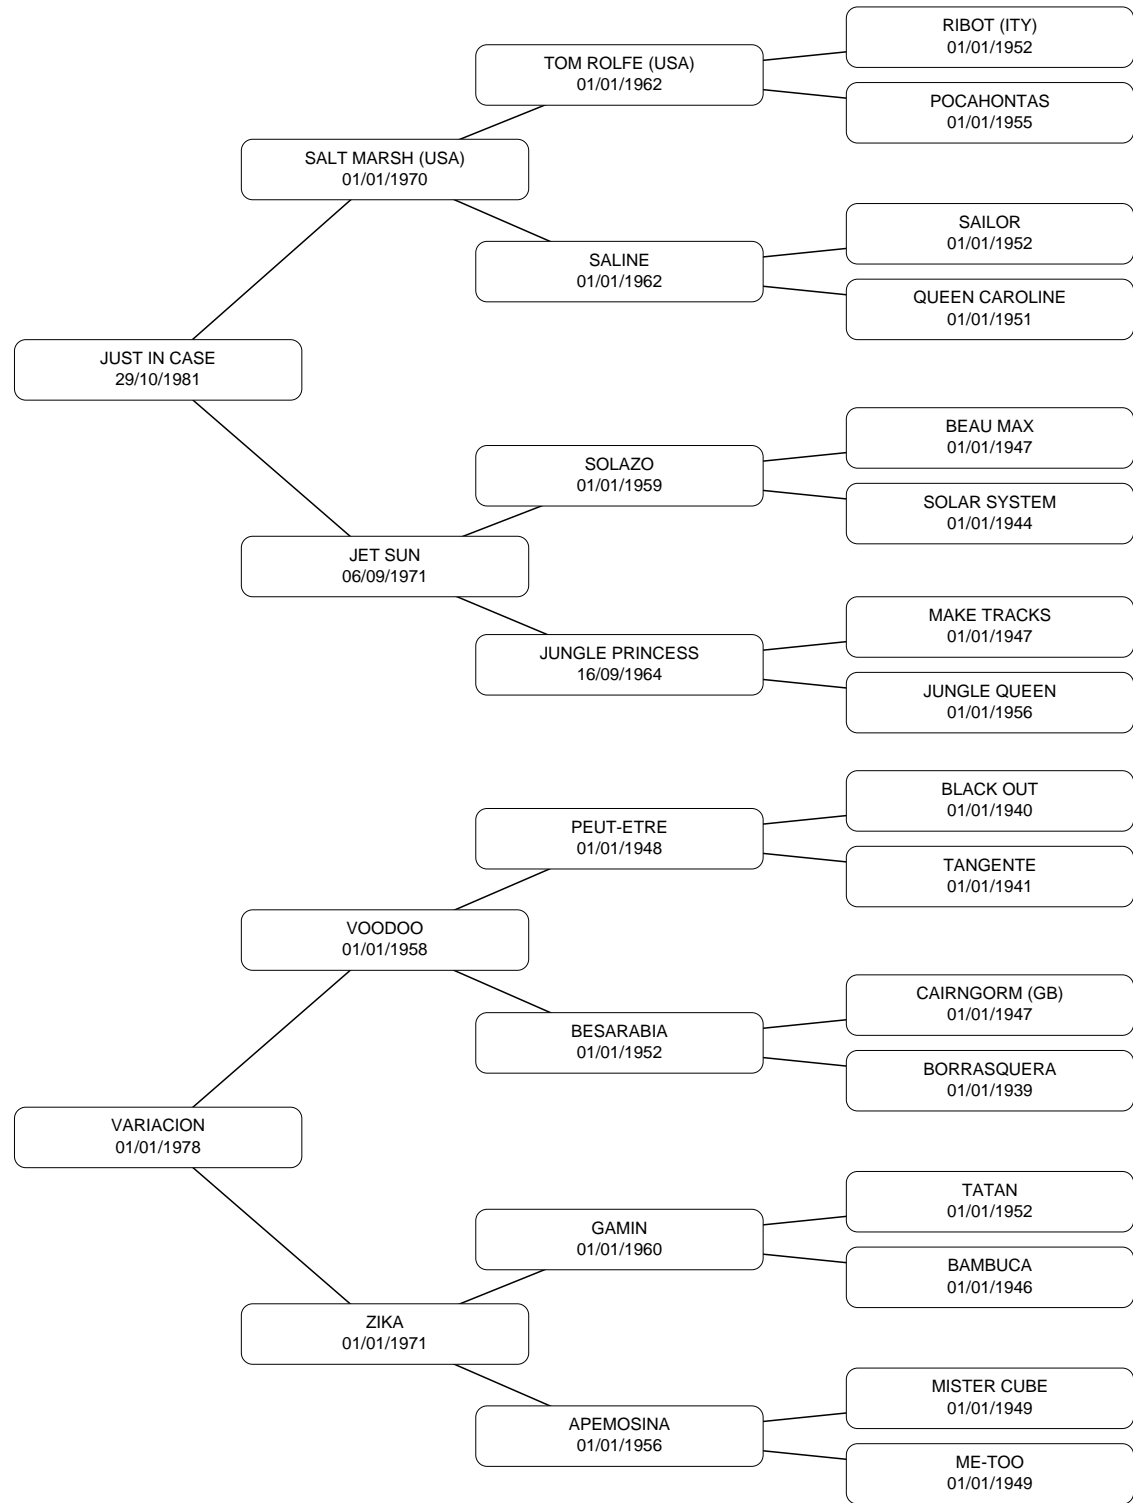 RIBOT (ITY)
01/01/1952
TOM ROLFE (USA)
01/01/1962
POCAHONTAS
01/01/1955
SALT MARSH (USA)
01/01/1970
SAILOR
01/01/1952
SALINE
01/01/1962
QUEEN CAROLINE
01/01/1951
JUST IN CASE
29/10/1981
BEAU MAX
01/01/1947
SOLAZO
01/01/1959
SOLAR SYSTEM
01/01/1944
JET SUN
06/09/1971
MAKE TRACKS
01/01/1947
JUNGLE PRINCESS
16/09/1964
JUNGLE QUEEN
01/01/1956
BLACK OUT
01/01/1940
PEUT-ETRE
01/01/1948
TANGENTE
01/01/1941
VOODOO
01/01/1958
CAIRNGORM (GB)
01/01/1947
BESARABIA
01/01/1952
BORRASQUERA
01/01/1939
VARIACION
01/01/1978
TATAN
01/01/1952
GAMIN
01/01/1960
BAMBUCA
01/01/1946
ZIKA
01/01/1971
MISTER CUBE
01/01/1949
APEMOSINA
01/01/1956
ME-TOO
01/01/1949